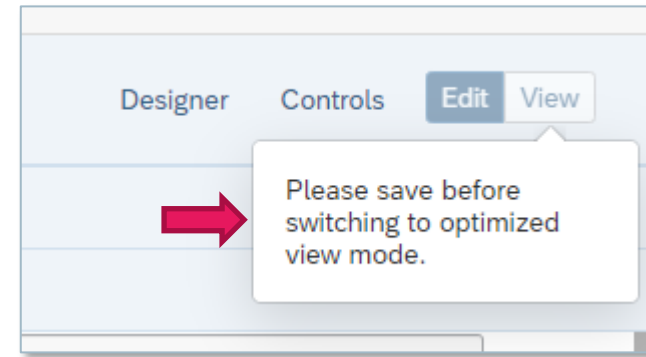 Designer Controls Edit View
Please save before
switching to optimized
view mode.